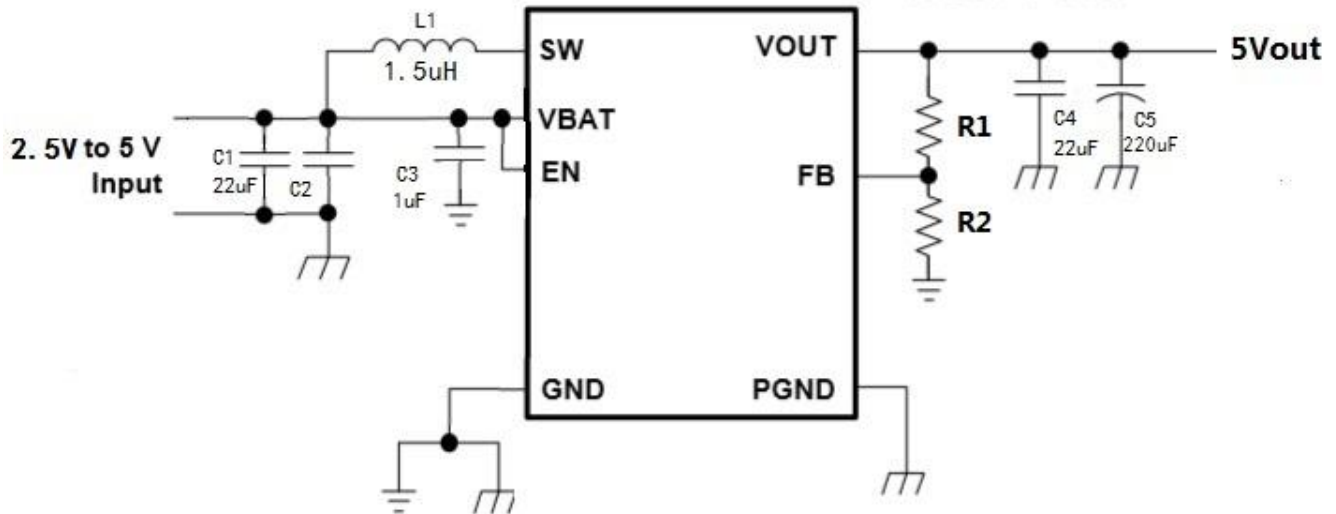 L1
1.5uH
SW
VOUT
5Vout
VBAT
2.5V to 5 V
Input
C1
22uF
C2
C3
1uF
EN
FB
R1
R2
C4
22uF
C5
220uF
GND
PGND